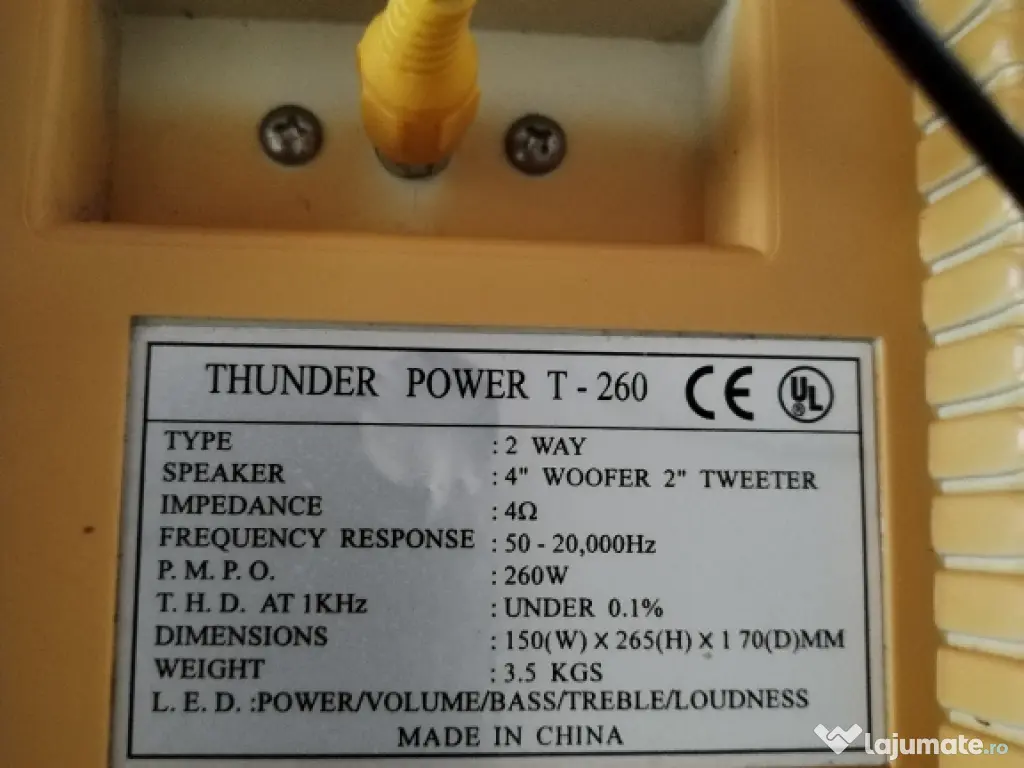 THUNDER POWER T - 260 CE UL
TYPE : 2 WAY
SPEAKER : 4" WOOFER 2" TWEETER
IMPEDANCE : 4Ω
FREQUENCY RESPONSE : 50 - 20,000Hz
P. M. P. O. : 260W
T. H. D. AT 1KHz : UNDER 0.1%
DIMENSIONS : 150(W) X 265(H) X 1 70(D)MM
WEIGHT : 3.5 KGS
L. E. D. :POWER/VOLUME/BASS/TREBLE/LOUDNESS
MADE IN CHINA
lajumate.ro